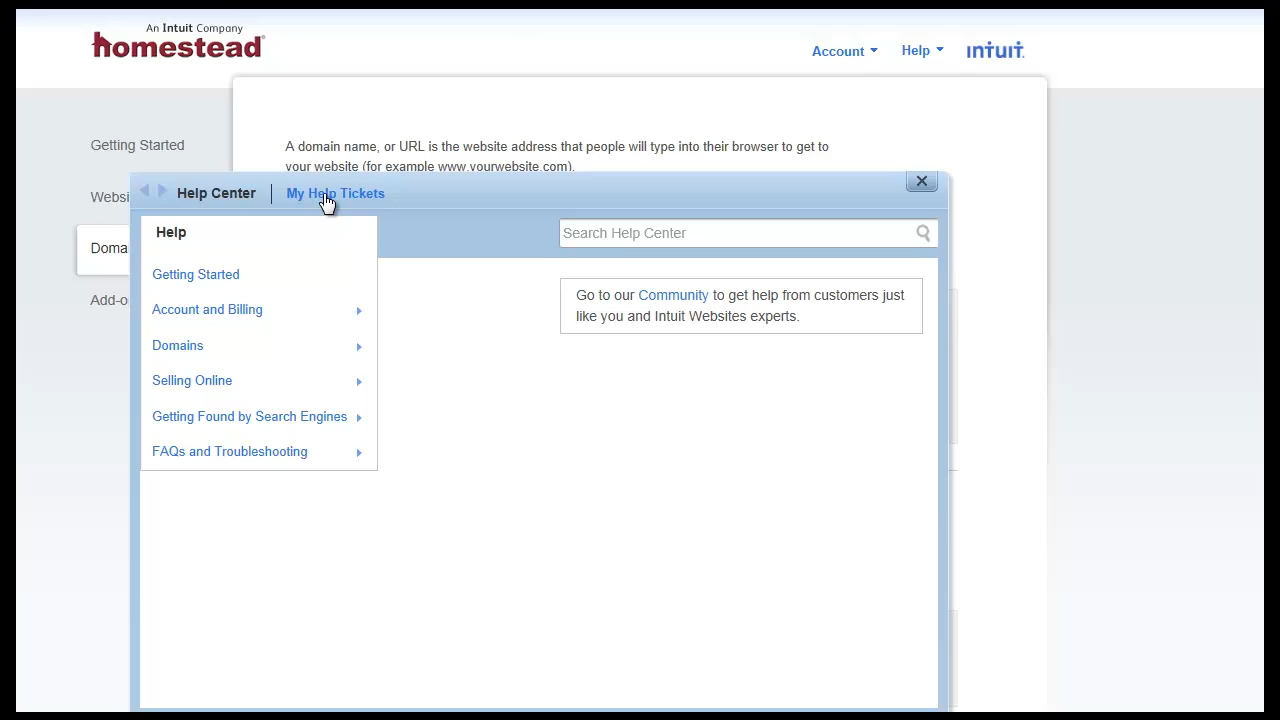 An Intuit Company
homestead
Account
Help
INTUIT
Getting Started
A domain name, or URL is the website address that people will type into their browser to get to
your website (for example www.yourwebsite.com).
Websi
Help Center
My Help Tickets
Help
Search Help Center
Doma
Getting Started
Go to our Community to get help from customers just
like you and Intuit Websites experts.
Add-o
Account and Billing
Domains
Selling Online
Getting Found by Search Engines
FAQs and Troubleshooting